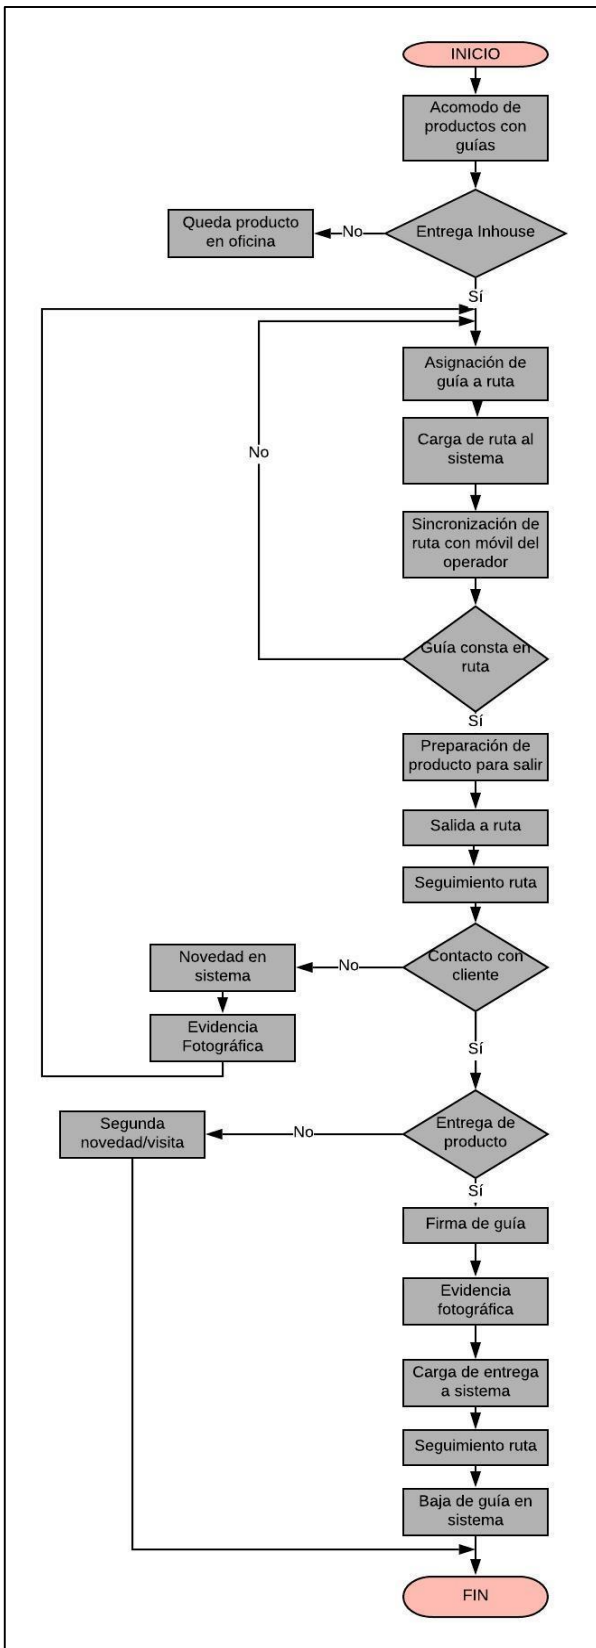 INICIO
Acomodo de
productos con
guías
Entrega Inhouse
No
Queda producto
en oficina
Sí
Asignación de
guía a ruta
Carga de ruta al
sistema
Sincronización de
ruta con móvil del
operador
Guía consta en
ruta
No
Sí
Preparación de
producto para salir
Salida a ruta
Seguimiento ruta
Contacto con
cliente
No
Novedad en
sistema
Evidencia
Fotográfica
Sí
Entrega de
producto
No
Segunda
novedad/visita
Sí
Firma de guía
Evidencia
fotográfica
Carga de entrega
a sistema
Seguimiento ruta
Baja de guía en
sistema
FIN